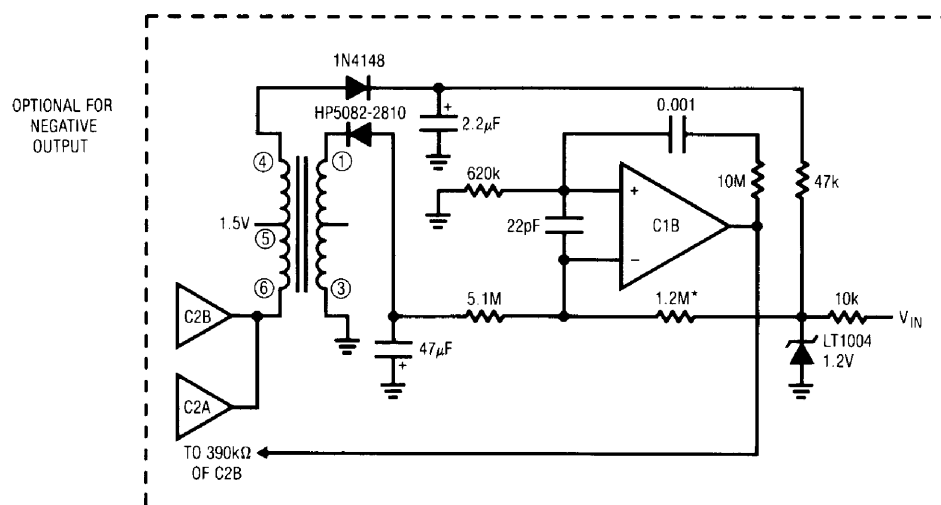 OPTIONAL FOR
NEGATIVE
OUTPUT
1N4148
HP5082-2810
+
2.2μF
0.001
4
1
620k
10M
47k
+
22pF
C1B
1.5V
5
−
6
3
C2B
5.1M
1.2M*
10k
VIN
LT1004
1.2V
47μF
+
C2A
TO 390kΩ
OF C2B